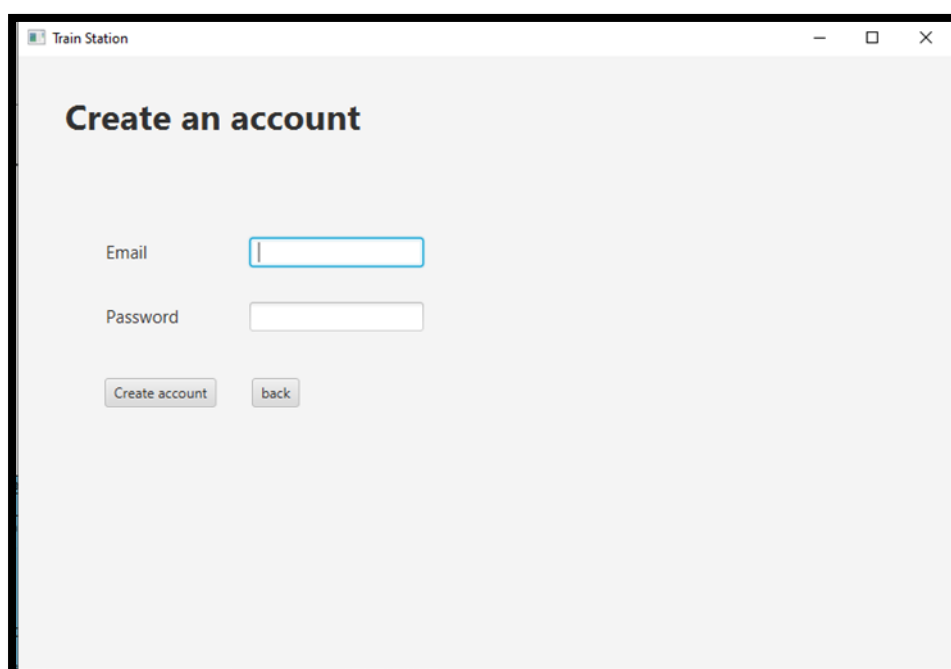 Train Station
Create an account
Email
Password
Create account back